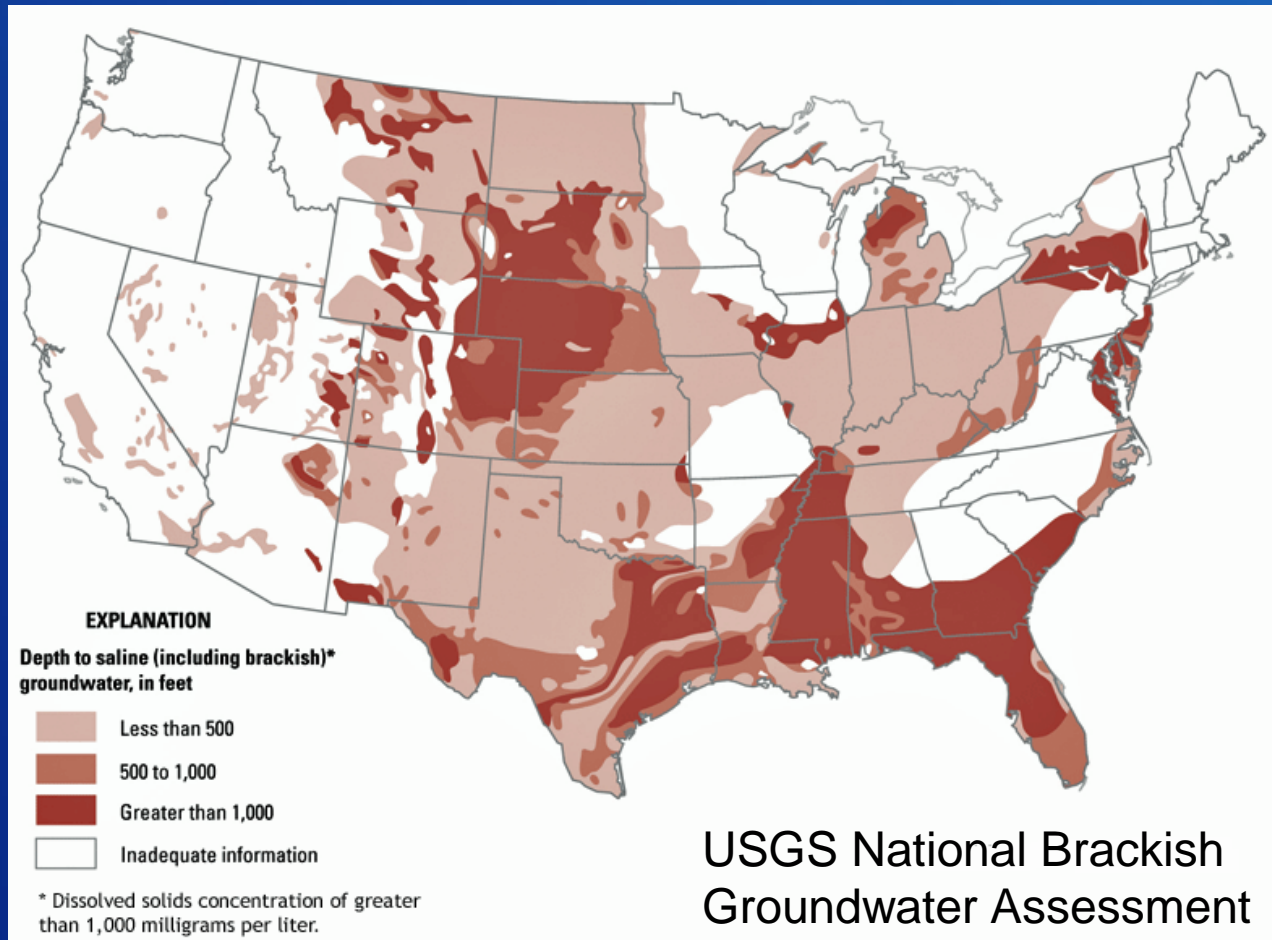 EXPLANATION
Depth to saline (including brackish)*
groundwater, in feet
Less than 500
500 to 1,000
Greater than 1,000
Inadequate information
* Dissolved solids concentration of greater
than 1,000 milligrams per liter.
USGS National Brackish
Groundwater Assessment